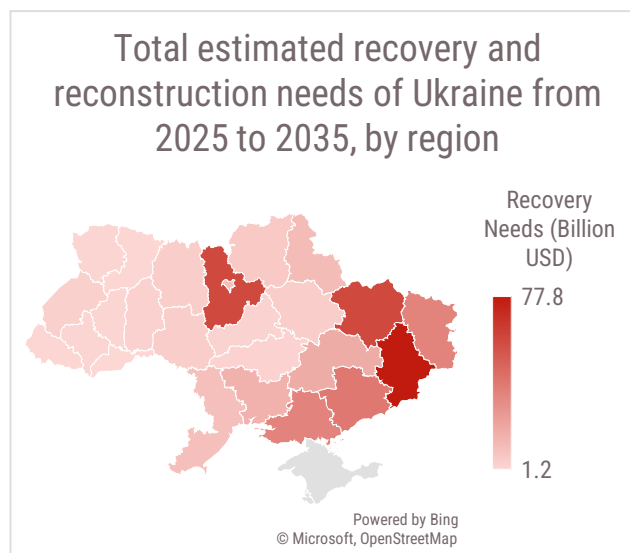 Total estimated recovery and
reconstruction needs of Ukraine from
2025 to 2035, by region
Recovery
Needs (Billion
USD)
77.8
1.2
Powered by Bing
© Microsoft, OpenStreetMap